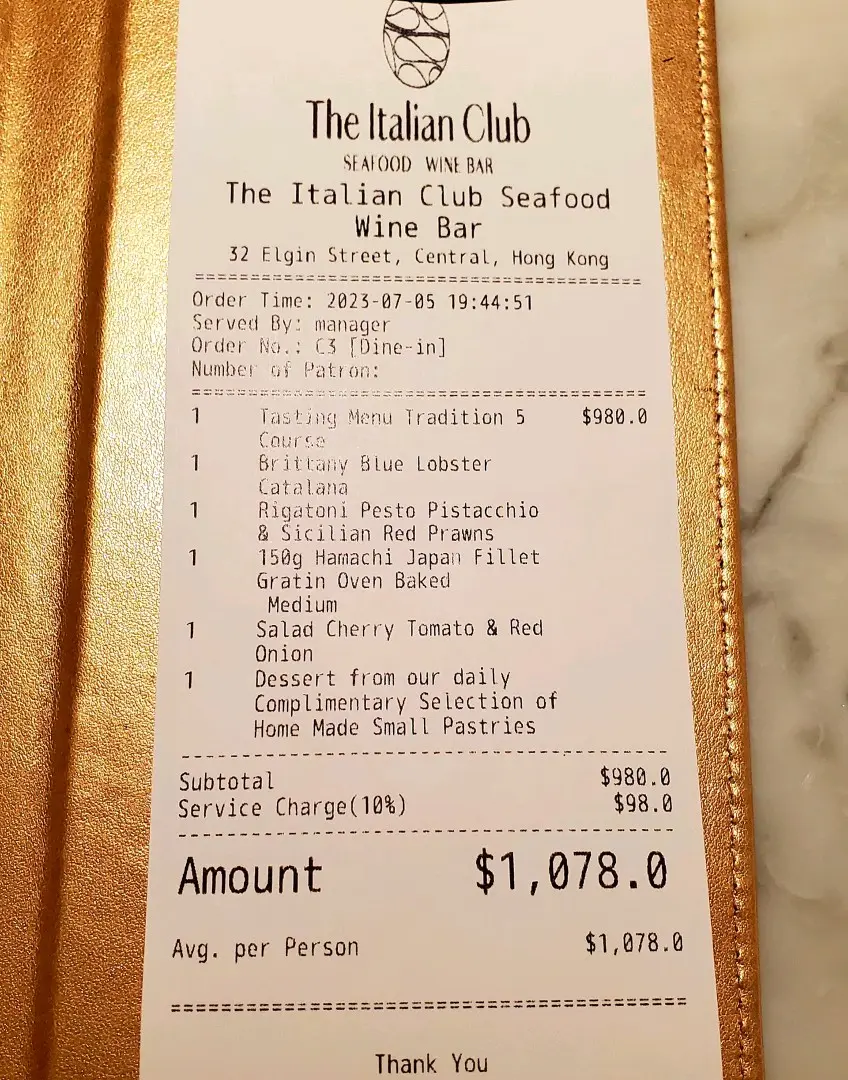 The Italian Club
SEAFOOD WINE BAR
The Italian Club Seafood
Wine Bar
32 Elgin Street, Central, Hong Kong
========================================
Order Time: 2023-07-05 19:44:51
Served By: manager
Order No.: C3 [Dine-in]
Number of Patron:
========================================
1 Tasting Menu Tradition 5 $980.0
Course
1 Brittany Blue Lobster
Catalana
1 Rigatoni Pesto Pistacchio
& Sicilian Red Prawns
1 150g Hamachi Japan Fillet
Gratin Oven Baked
Medium
1 Salad Cherry Tomato & Red
Onion
1 Dessert from our daily
Complimentary Selection of
Home Made Small Pastries
----------------------------------------
Subtotal $980.0
Service Charge(10%) $98.0
----------------------------------------
Amount $1,078.0
Avg. per Person $1,078.0
========================================
Thank You